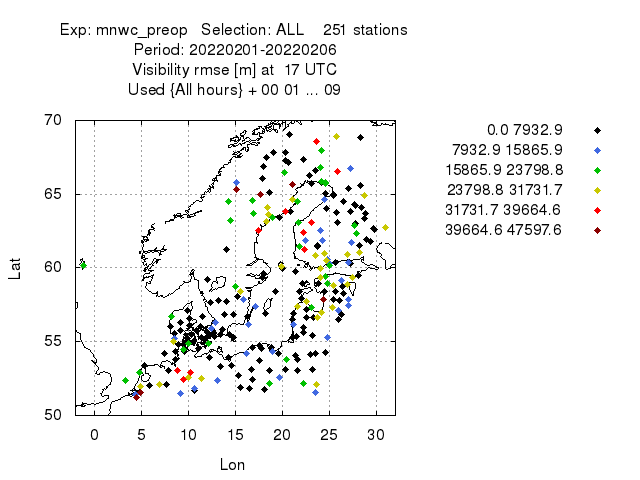 Exp: mnwc_preop Selection: ALL 251 stations
Period: 20220201-20220206
Visibility rmse [m] at 17 UTC
Used {All hours} + 00 01 ... 09
0.0 7932.9
7932.9 15865.9
15865.9 23798.8
23798.8 31731.7
31731.7 39664.6
39664.6 47597.6
70
65
60
55
50
Lat
0 5 10 15 20 25 30
Lon